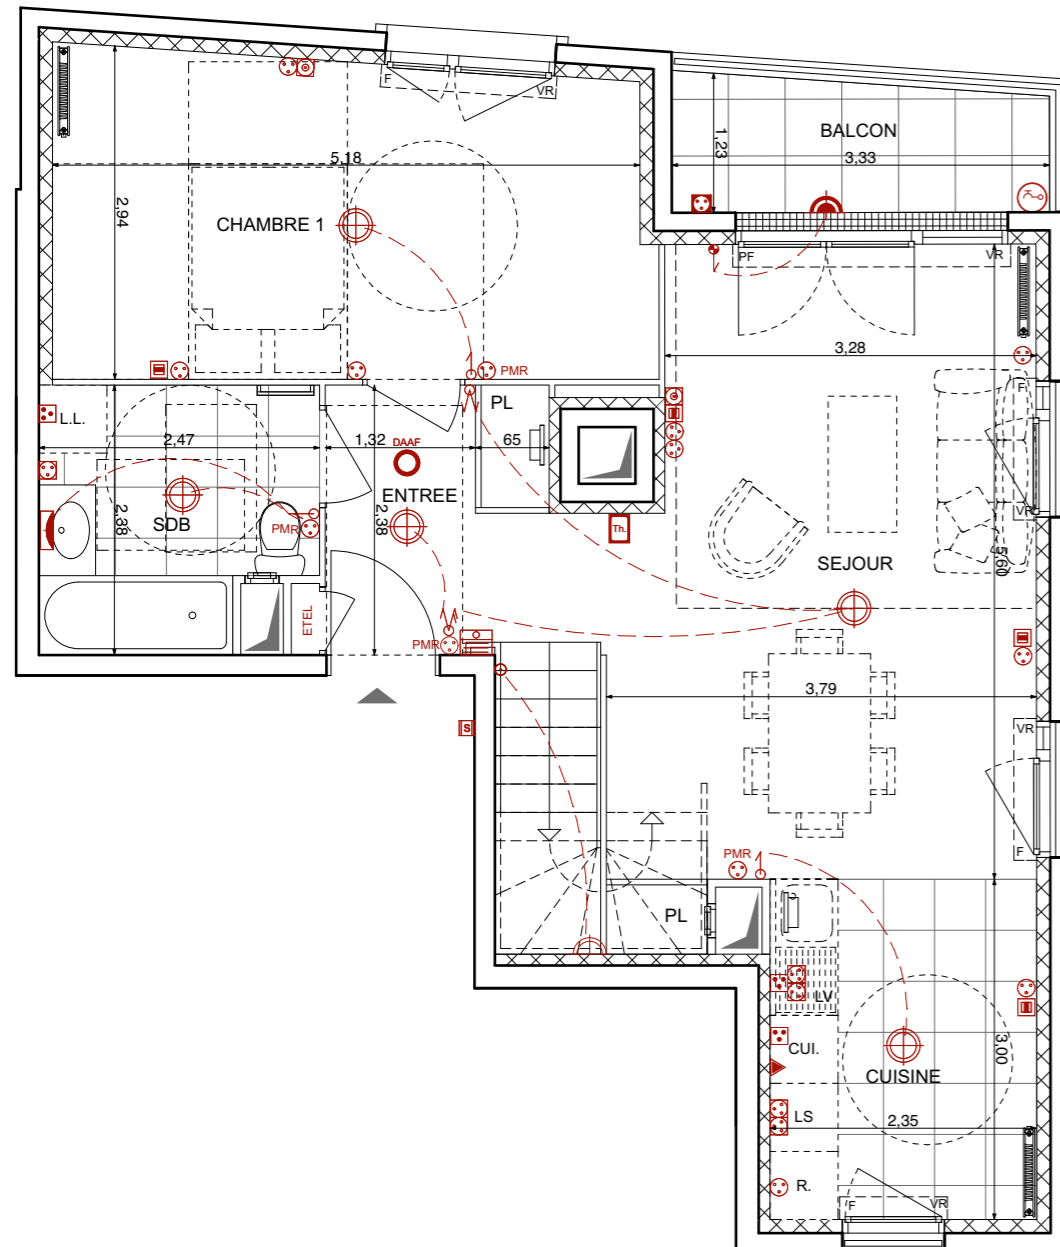 F
VR
BALCON
1,23
3,33
5,18
2,94
CHAMBRE 1
PF
VR
3,28
PMR
F
PL
L.L.
2,47
1,32
DAAF
65
ENTREE
2,38
SDB
PMR
2,38
Th.
VR
5,60
SEJOUR
ETEL
PMR
3,79
S
VR
F
PMR
PL
LV
CUI.
3,00
CUISINE
LS
2,35
R.
F
VR